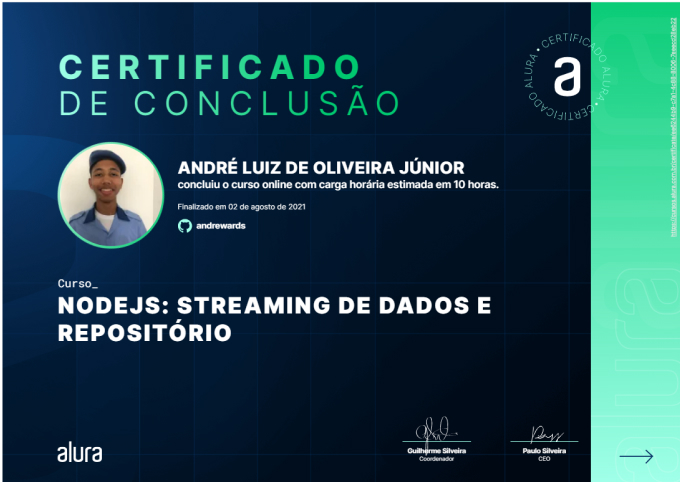 CERTIFICADO
DE CONCLUSÃO
CERTIFICADO ALURA • CERTIFICADO ALURA •
a
ANDRÉ LUIZ DE OLIVEIRA JÚNIOR
concluiu o curso online com carga horária estimada em 10 horas.
Finalizado em 02 de agosto de 2021
andrewards
Curso_
NODEJS: STREAMING DE DADOS E
REPOSITÓRIO
alura
Guilherme Silveira
Coordenador
Paulo Silveira
CEO
alura